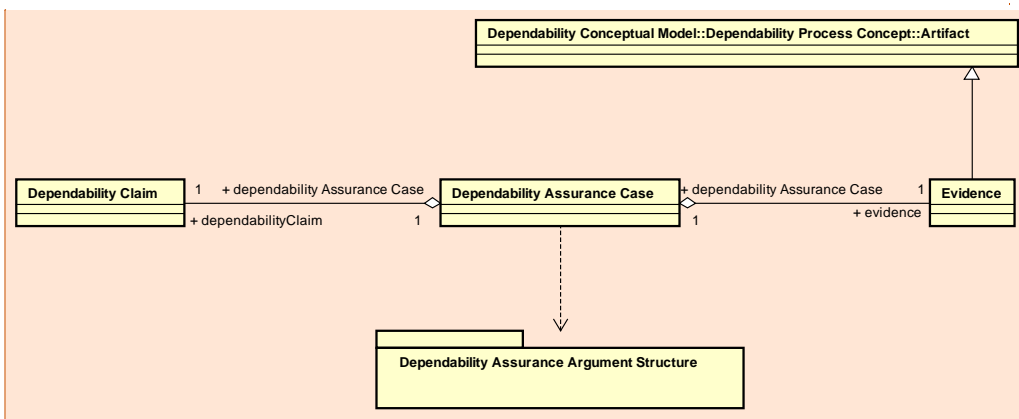 Dependability Conceptual Model::Dependability Process Concept::Artifact
Dependability Claim
1
+ dependability Assurance Case
+ dependabilityClaim
1
Dependability Assurance Case
+ dependability Assurance Case
1
1
+ evidence
Evidence
Dependability Assurance Argument Structure